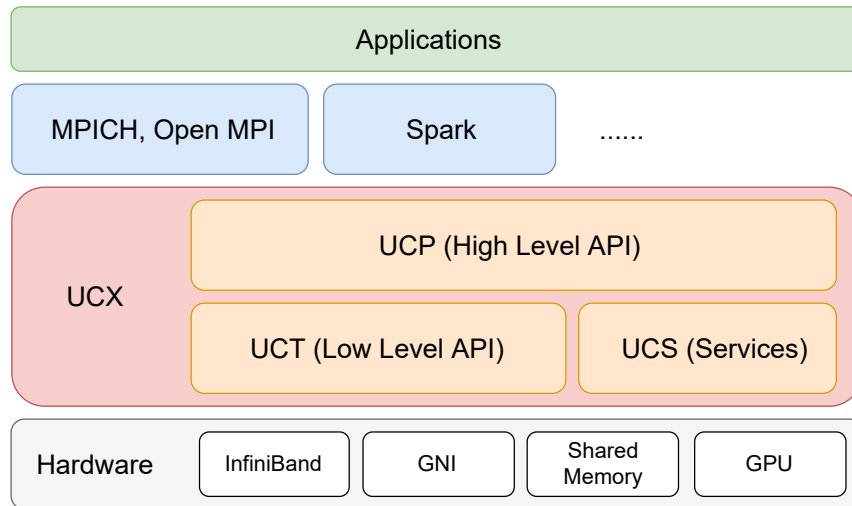 Applications
MPICH, Open MPI
Spark
......
UCX
UCP (High Level API)
UCT (Low Level API)
UCS (Services)
Hardware
InfiniBand
GNI
Shared
Memory
GPU